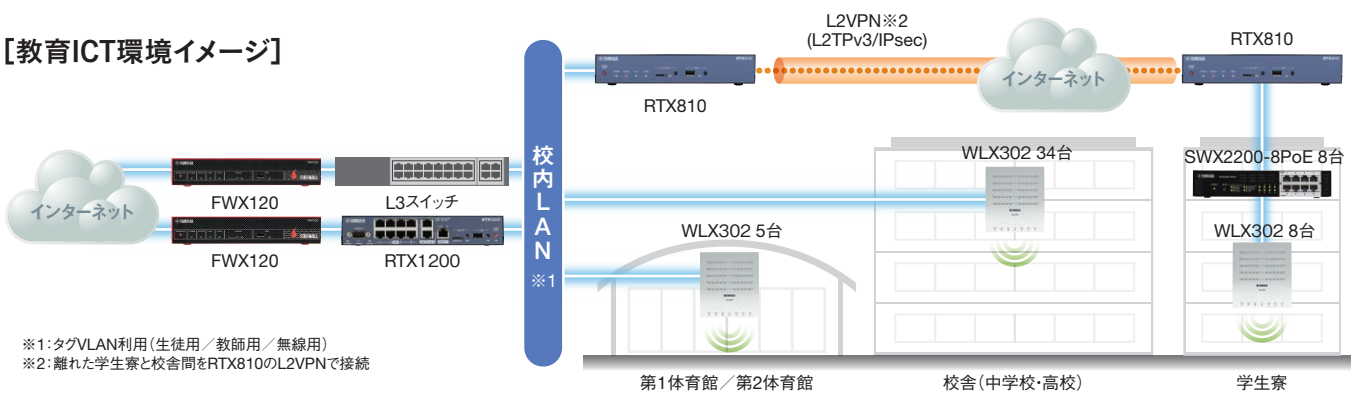 [教育ICT環境イメージ]
L2VPN※2
(L2TPv3/IPsec)
RTX810
インターネット
RTX810
校内LAN ※1
WLX302 34台
SWX2200-8PoE 8台
インターネット
FWX120
L3スイッチ
WLX302 5台
WLX302 8台
FWX120
RTX1200
※1:タグVLAN利用(生徒用／教師用／無線用)
※2:離れた学生寮と校舎間をRTX810のL2VPNで接続
第1体育館／第2体育館
校舎(中学校・高校)
学生寮